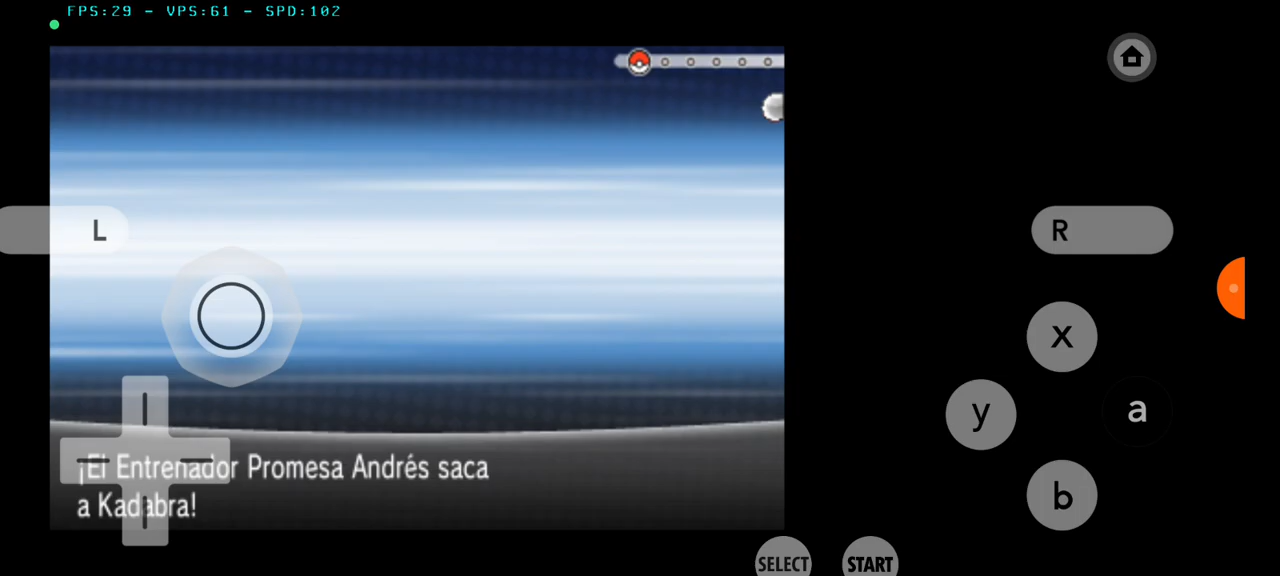 FPS:29 - VPS:61 - SPD:102
L
R
X
y
a
b
¡El Entrenador Promesa Andrés saca
a Kadabra!
SELECT
START